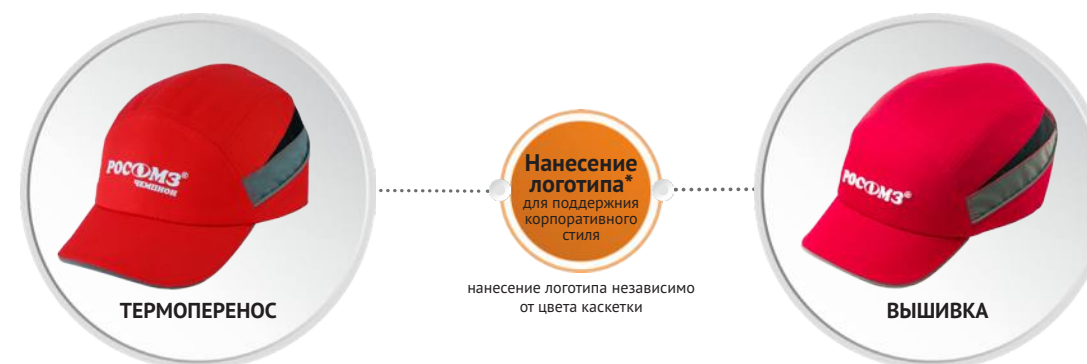 РОСОМЗ®
ЧЕМПИОН
ТЕРМОПЕРЕНОС
Нанесение
логотипа*
для поддержния
корпоративного
стиля
нанесение логотипа независимо
от цвета каскетки
РОСОМЗ®
ВЫШИВКА